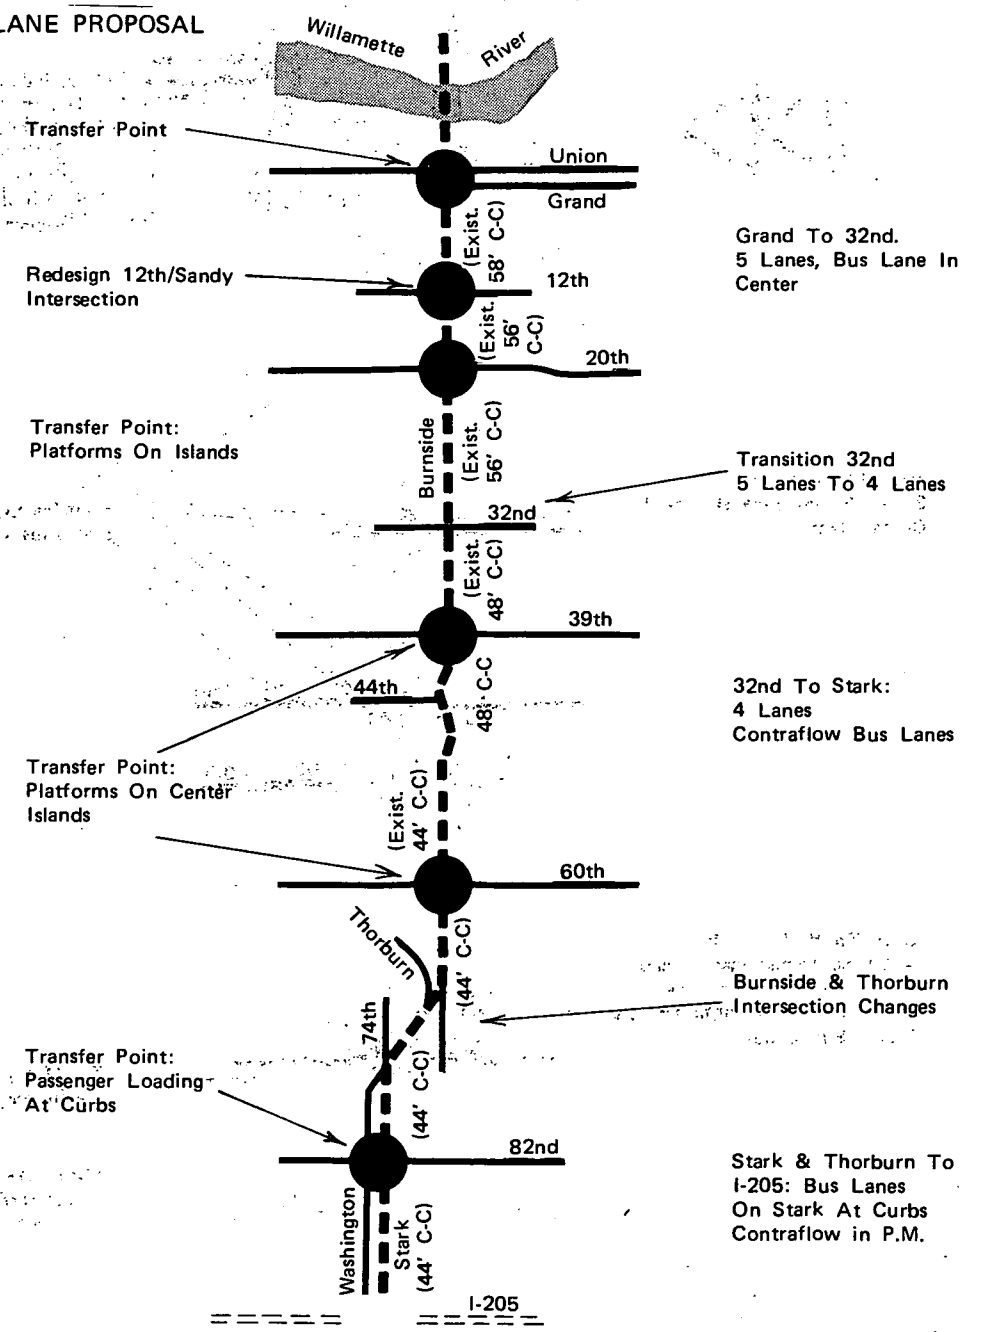 LANE PROPOSAL
Willamette
River
Transfer Point
Union
Grand
(Exist.
58' C-C)
Grand To 32nd.
5 Lanes, Bus Lane In
Center
Redesign 12th/Sandy
Intersection
12th
(Exist.
56'
C-C)
20th
Transfer Point:
Platforms On Islands
Burnside
(Exist.
56' C-C)
Transition 32nd
5 Lanes To 4 Lanes
32nd
(Exist.
48' C-C)
39th
44th
48' C-C
32nd To Stark:
4 Lanes
Contraflow Bus Lanes
Transfer Point:
Platforms On Center
Islands
(Exist.
44' C-C)
60th
Thorburn
(44' C-C)
Burnside & Thorburn
Intersection Changes
74th
Transfer Point:
Passenger Loading
At Curbs
(44' C-C)
82nd
Stark & Thorburn To
I-205: Bus Lanes
On Stark At Curbs
Contraflow in P.M.
Washington
Stark
(44' C-C)
I-205